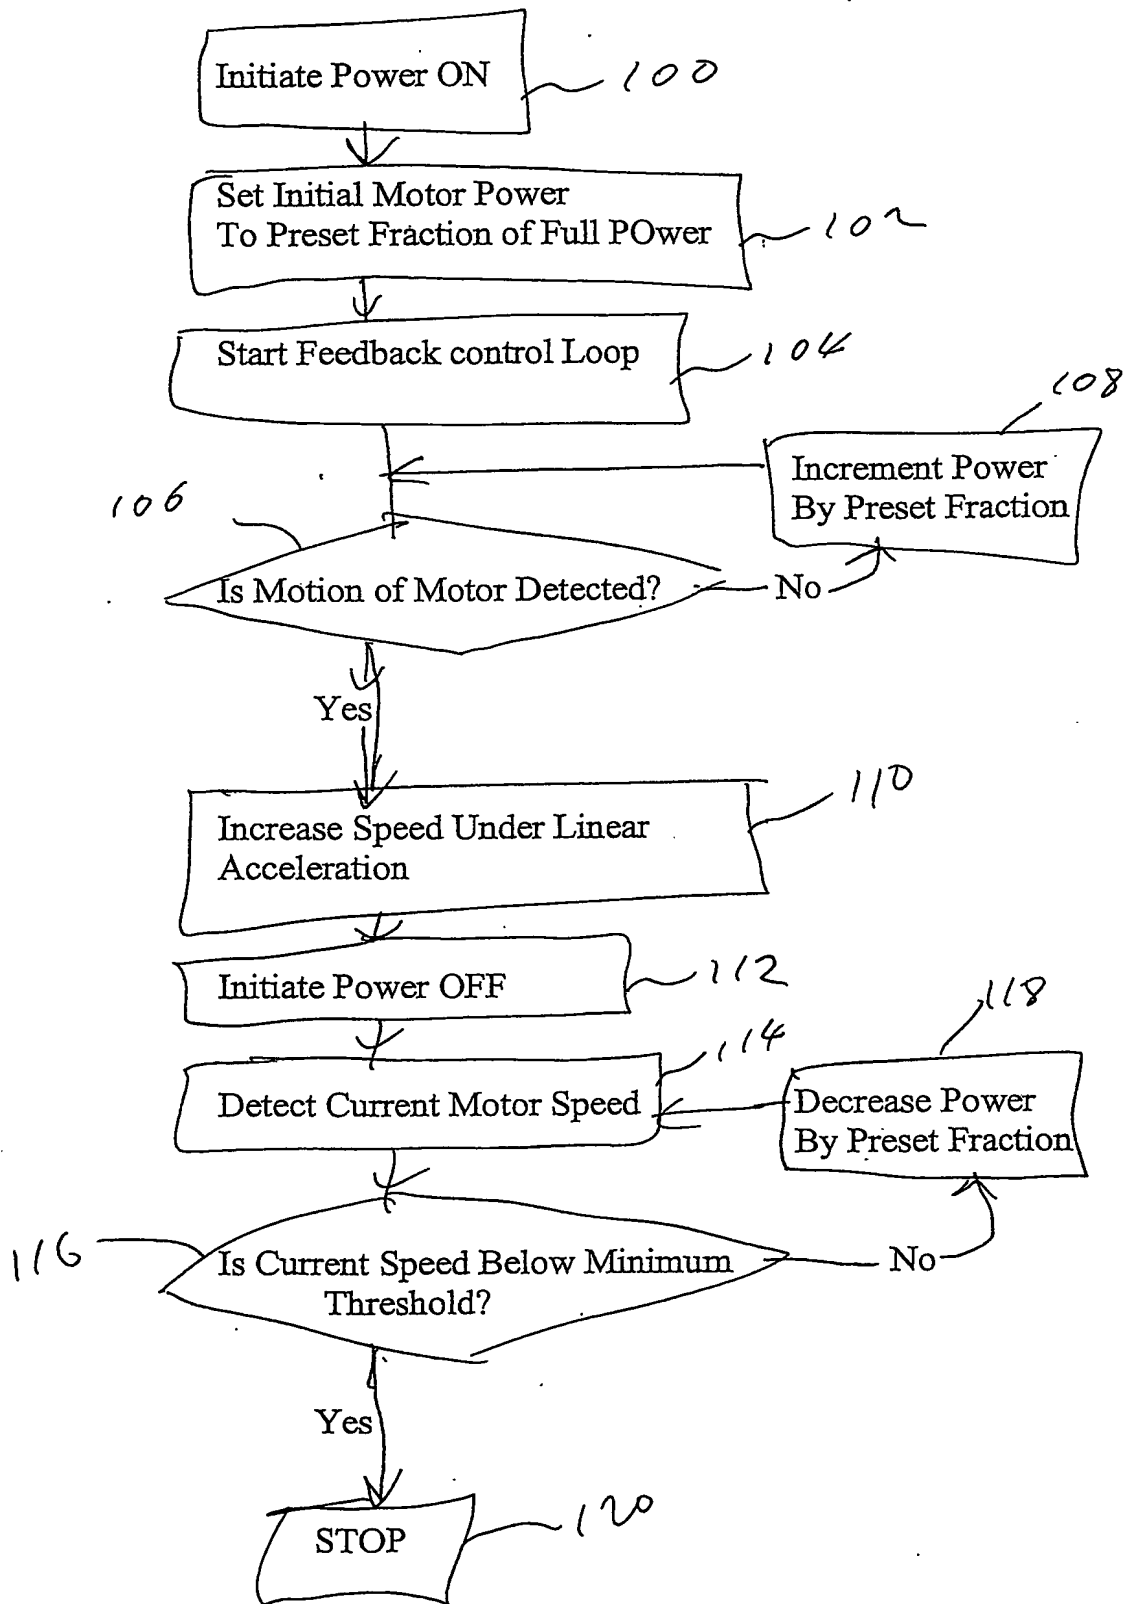 Initiate Power ON
100
Set Initial Motor Power
To Preset Fraction of Full POwer
102
Start Feedback control Loop
104
108
Increment Power
By Preset Fraction
106
Is Motion of Motor Detected?
No
Yes
110
Increase Speed Under Linear
Acceleration
Initiate Power OFF
112
118
114
Detect Current Motor Speed
Decrease Power
By Preset Fraction
116
Is Current Speed Below Minimum
Threshold?
No
Yes
STOP
120